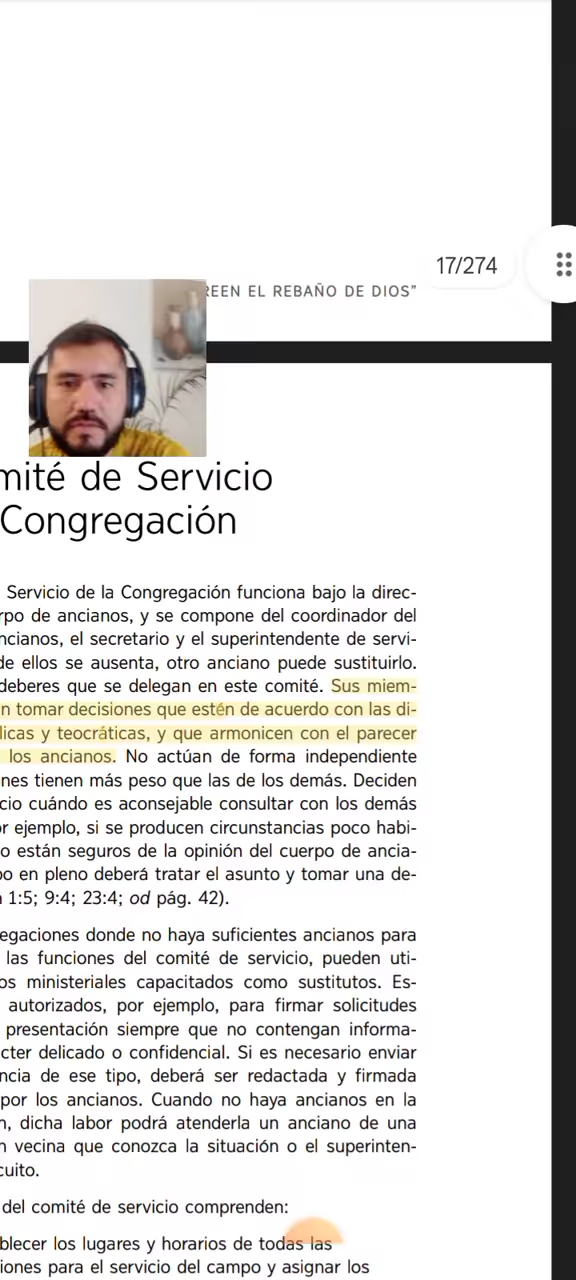 17/274
REEN EL REBAÑO DE DIOS”
mité de Servicio
Congregación
Servicio de la Congregación funciona bajo la direc-
rpo de ancianos, y se compone del coordinador del
ncianos, el secretario y el superintendente de servi-
de ellos se ausenta, otro anciano puede sustituirlo.
deberes que se delegan en este comité. Sus miem-
n tomar decisiones que estén de acuerdo con las di-
licas y teocráticas, y que armonicen con el parecer
los ancianos. No actúan de forma independiente
nes tienen más peso que las de los demás. Deciden
cio cuándo es aconsejable consultar con los demás
or ejemplo, si se producen circunstancias poco habi-
o están seguros de la opinión del cuerpo de ancia-
po en pleno deberá tratar el asunto y tomar una de-
1:5; 9:4; 23:4; od pág. 42).
egaciones donde no haya suficientes ancianos para
las funciones del comité de servicio, pueden uti-
os ministeriales capacitados como sustitutos. Es-
autorizados, por ejemplo, para firmar solicitudes
presentación siempre que no contengan informa-
cter delicado o confidencial. Si es necesario enviar
ncia de ese tipo, deberá ser redactada y firmada
por los ancianos. Cuando no haya ancianos en la
n, dicha labor podrá atenderla un anciano de una
n vecina que conozca la situación o el superinten-
cuito.
del comité de servicio comprenden:
blecer los lugares y horarios de todas las
iones para el servicio del campo y asignar los